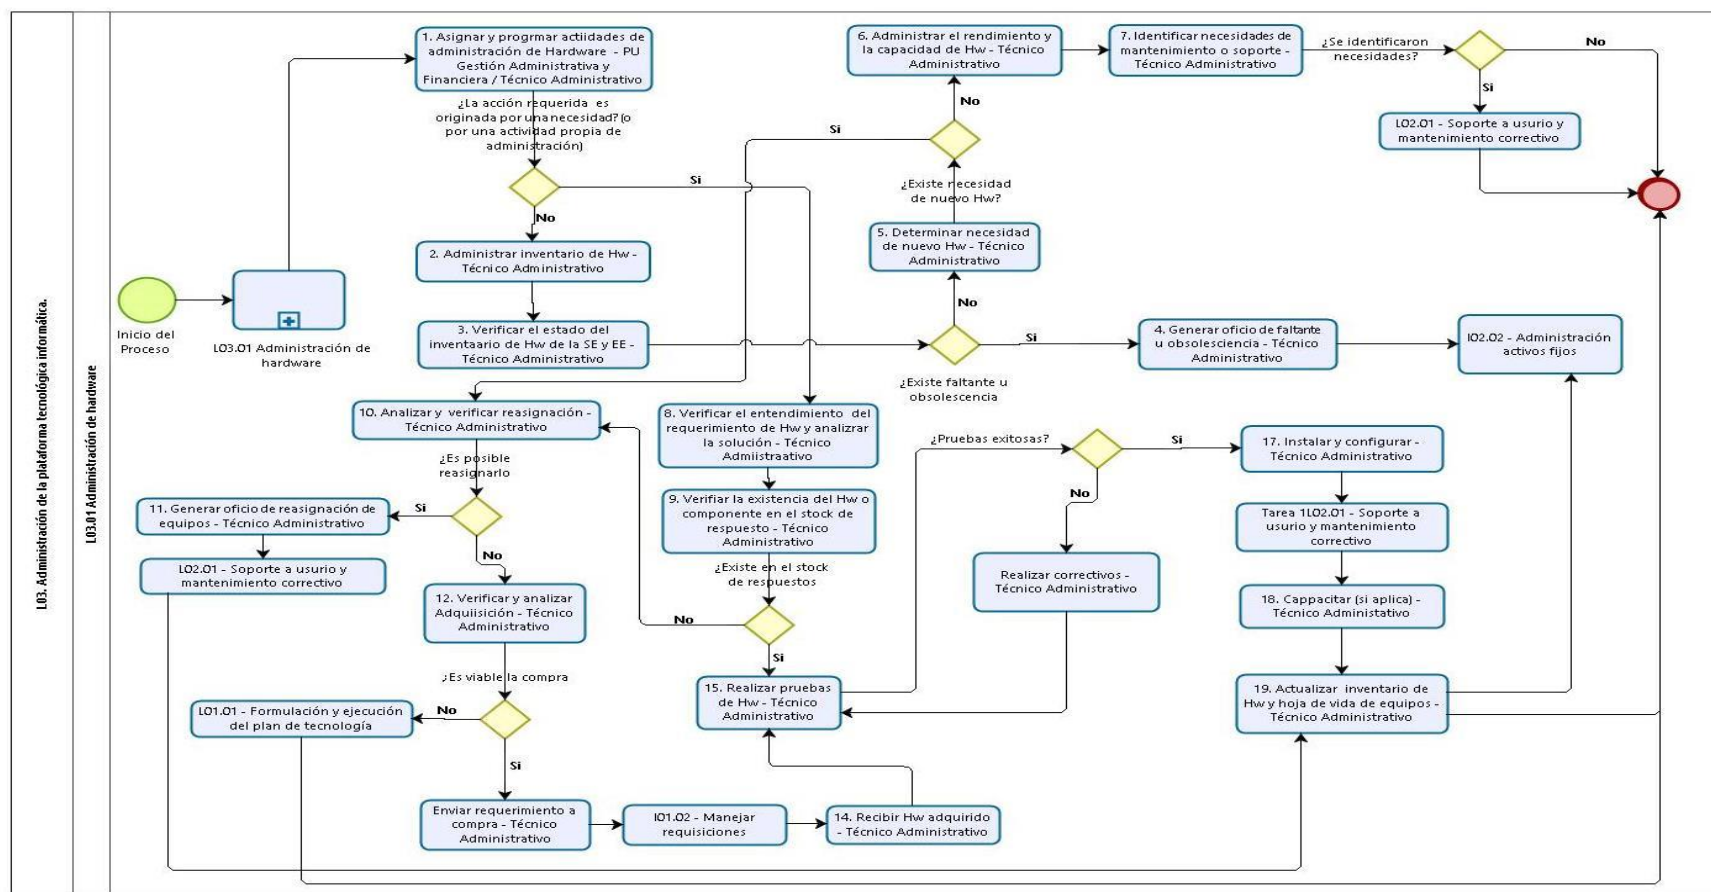 L03. Administración de la plataforma tecnológica informática.
L03.01 Administración de hardware
Inicio del
Proceso
L03.01 Administración de
hardware
1. Asignar y progrmar actiidades de
administración de Hardware - PU
Gestión Administrativa y
Financiera / Técnico Administrativo
¿La acción requerida es
originada por una necesidad? (o
por una actividad propia de
administración)
Si
No
2. Administrar inventario de Hw -
Técnico Administrativo
3. Verificar el estado del
inventaario de Hw de la SE y EE -
Técnico Administrativo
¿Existe faltante u
obsolescencia
Si
No
4. Generar oficio de faltante
u obsolesciencia - Técnico
Administrativo
I02.02 - Administración
activos fijos
5. Determinar necesidad
de nuevo Hw - Técnico
Administrativo
¿Existe necesidad
de nuevo Hw?
Si
No
6. Administrar el rendimiento y
la capacidad de Hw - Técnico
Administrativo
7. Identificar necesidades de
mantenimiento o soporte -
Técnico Administrativo
¿Se identificaron
necesidades?
No
Si
L02.01 - Soporte a usurio y
mantenimiento correctivo
10. Analizar y verificar reasignación -
Técnico Administrativo
¿Es posible
reasignarlo
Si
No
11. Generar oficio de reasignación de
equipos - Técnico Administrativo
L02.01 - Soporte a usurio y
mantenimiento correctivo
12. Verificar y analizar
Adquiisición - Técnico
Administrativo
¿Es viable la compra
No
Si
L01.01 - Formulación y ejecución
del plan de tecnología
Enviar requerimiento a
compra - Técnico
Administrativo
I01.02 - Manejar
requisiciones
14. Recibir Hw adquirido
- Técnico Administrativo
8. Verificar el entendimiento del
requerimiento de Hw y analizrar
la solución - Técnico
Admiistraativo
9. Verifiar la existencia del Hw o
componente en el stock de
respuesto - Técnico
Administrativo
¿Existe en el stock
de respuestos
No
Si
15. Realizar pruebas
de Hw - Técnico
Administrativo
¿Pruebas exitosas?
Si
No
Realizar correctivos -
Técnico Administrativo
17. Instalar y configurar -
Técnico Administrativo
Tarea 1L02.01 - Soporte a
usurio y mantenimiento
correctivo
18. Cappacitar (si aplica) -
Técnico Administativo
19. Actualizar inventario de
Hw y hoja de vida de equipos -
Técnico Administrativo